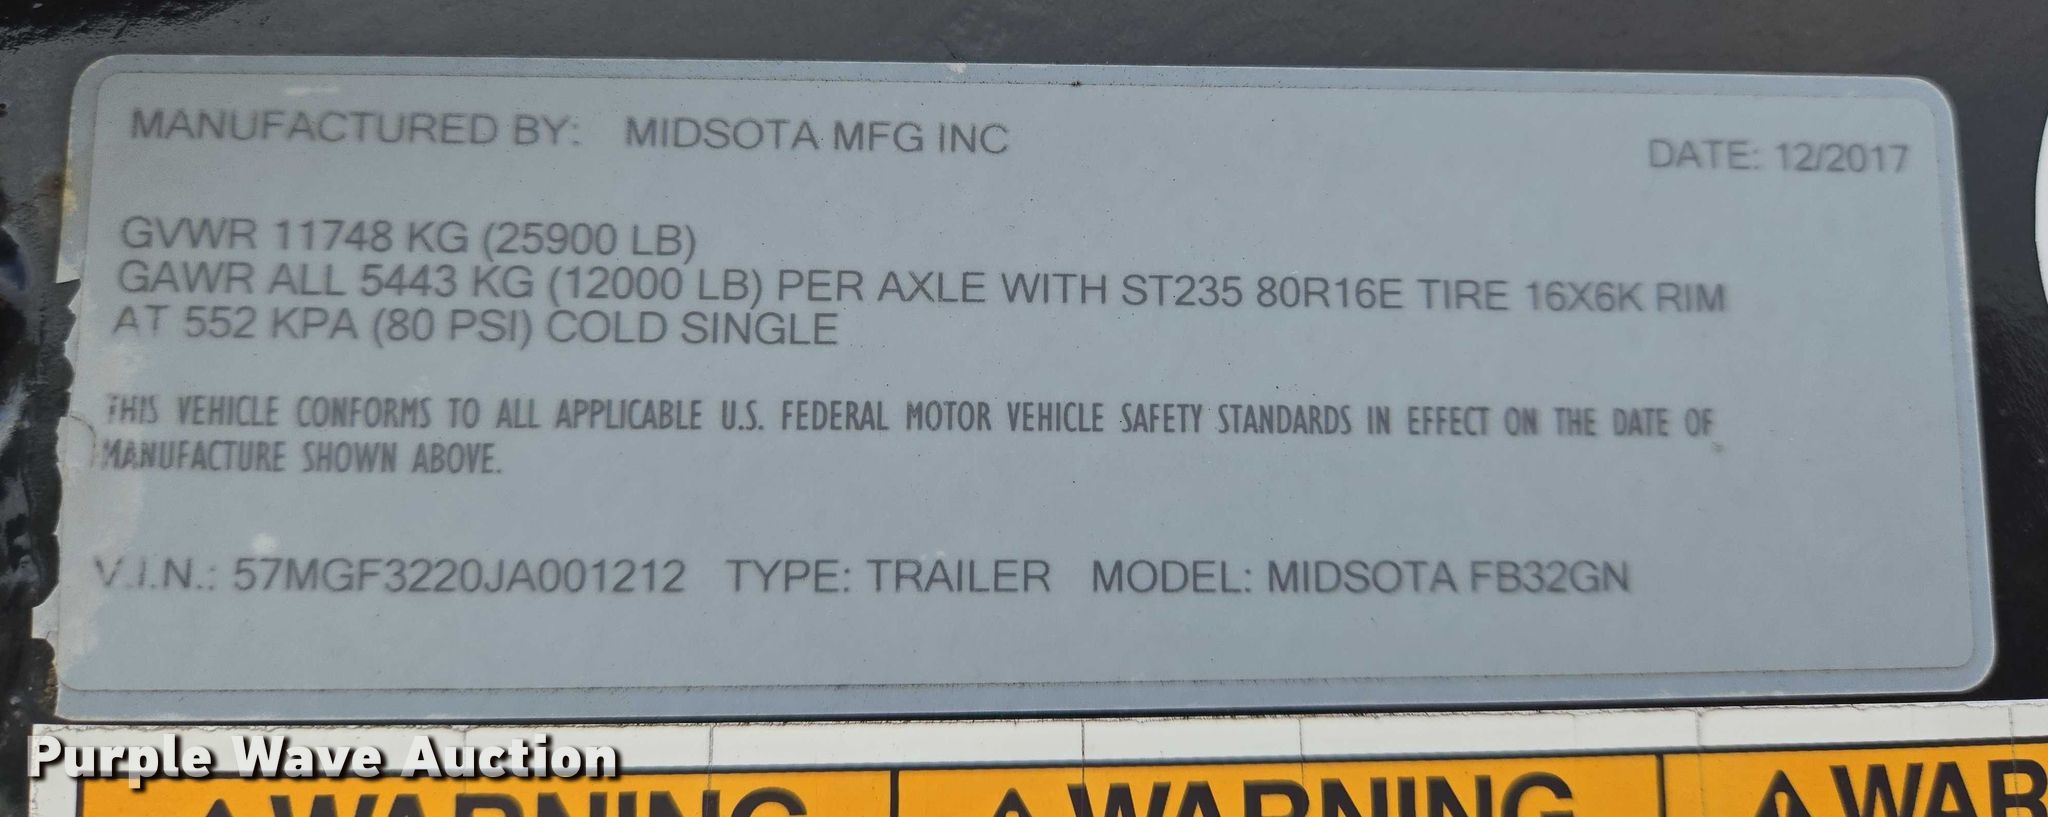 MANUFACTURED BY: MIDSOTA MFG INC DATE: 12/2017
GVWR 11748 KG (25900 LB)
GAWR ALL 5443 KG (12000 LB) PER AXLE WITH ST235 80R16E TIRE 16X6K RIM
AT 552 KPA (80 PSI) COLD SINGLE
THIS VEHICLE CONFORMS TO ALL APPLICABLE U.S. FEDERAL MOTOR VEHICLE SAFETY STANDARDS IN EFFECT ON THE DATE OF
MANUFACTURE SHOWN ABOVE.
V.I.N.: 57MGF3220JA001212 TYPE: TRAILER MODEL: MIDSOTA FB32GN
Purple Wave Auction
WARNING WARNING WAR